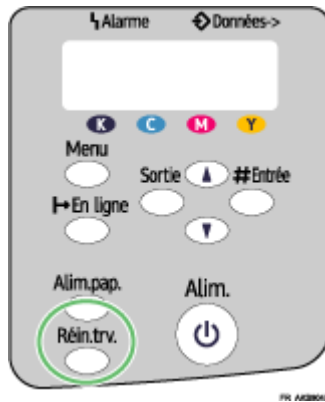 Alarme Données->
K C M Y
Menu
Sortie #Entrée
En ligne
Alim.pap. Alim.
Réin.trv.